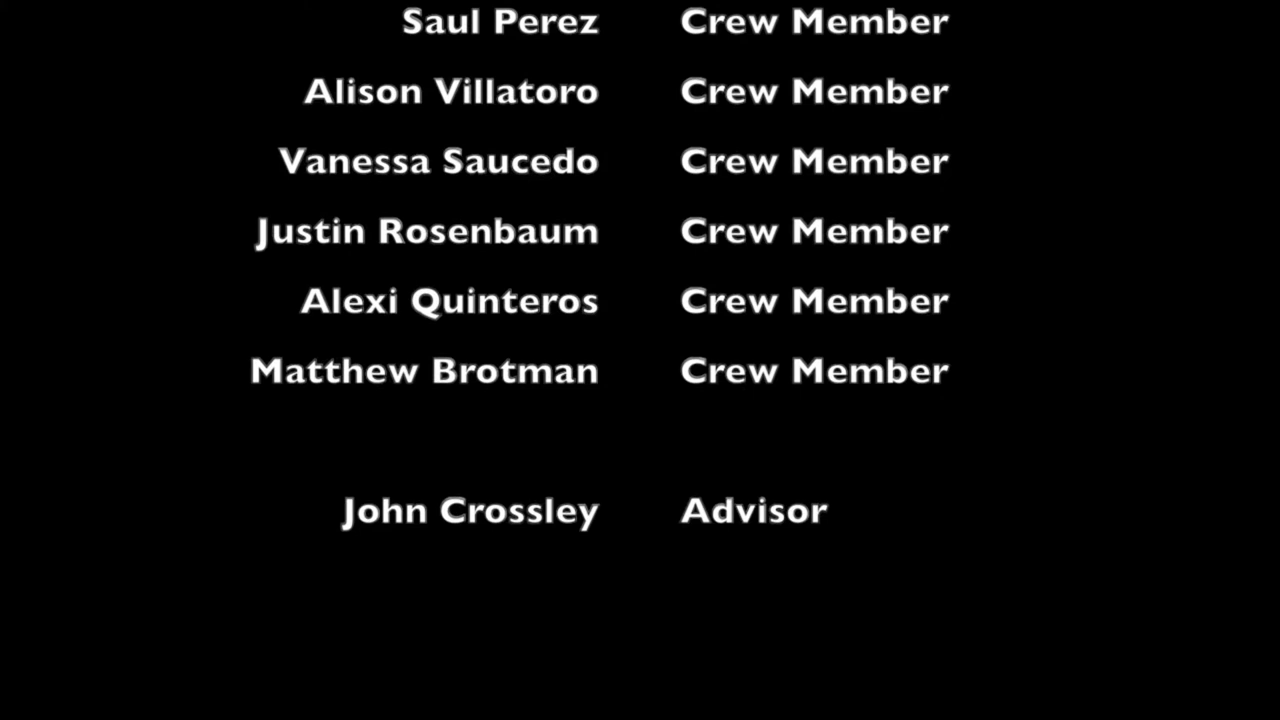 Saul Perez Crew Member
Alison Villatoro Crew Member
Vanessa Saucedo Crew Member
Justin Rosenbaum Crew Member
Alexi Quinteros Crew Member
Matthew Brotman Crew Member
John Crossley Advisor